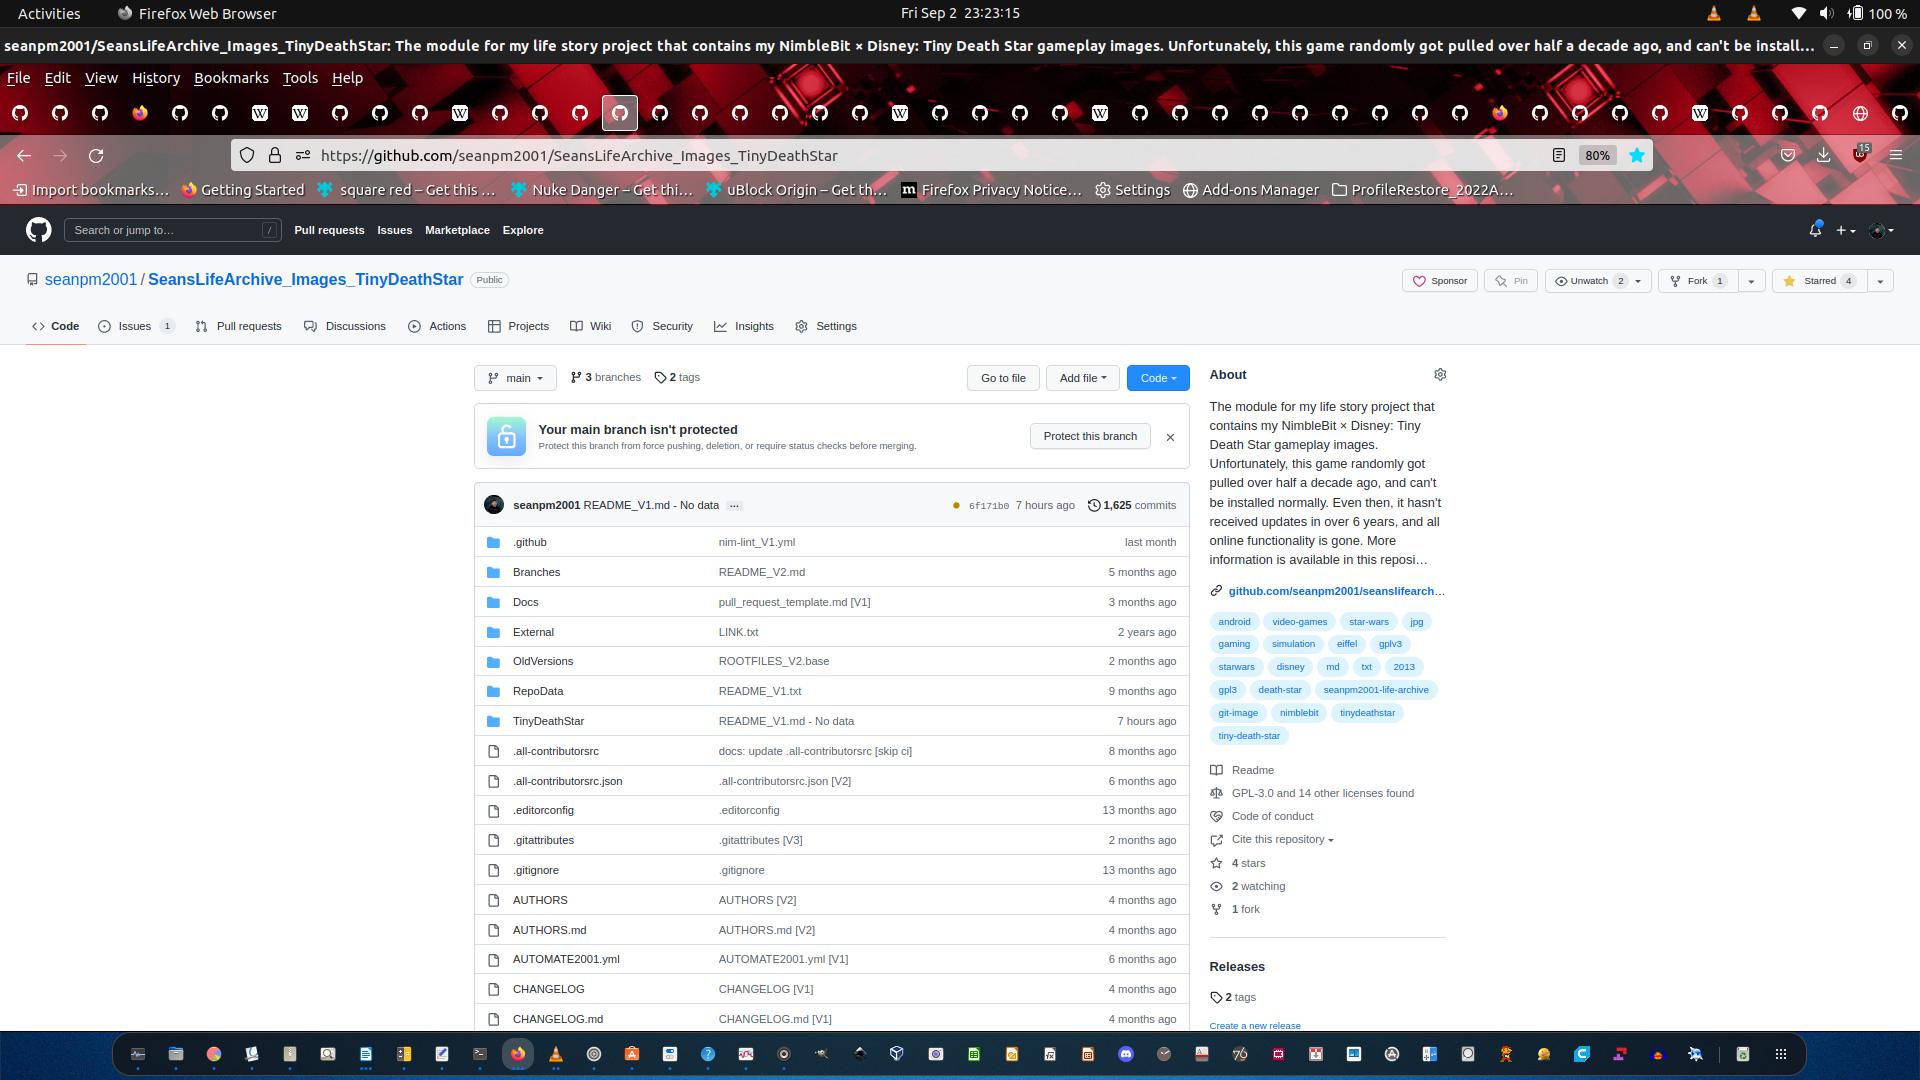 Activities
Firefox Web Browser
Fri Sep 2 23:23:15
100 %
seanpm2001/SeansLifeArchive_Images_TinyDeathStar: The module for my life story project that contains my NimbleBit × Disney: Tiny Death Star gameplay images. Unfortunately, this game randomly got pulled over half a decade ago, and can't be install…
File Edit View History Bookmarks Tools Help
https://github.com/seanpm2001/SeansLifeArchive_Images_TinyDeathStar
80%
15
Import bookmarks… Getting Started square red – Get this … Nuke Danger – Get thi… uBlock Origin – Get th… Firefox Privacy Notice… Settings Add-ons Manager ProfileRestore_2022A…
Search or jump to… /
Pull requests Issues Marketplace Explore
seanpm2001 / SeansLifeArchive_Images_TinyDeathStar Public
Sponsor Pin Unwatch 2 Fork 1 Starred 4
Code Issues 1 Pull requests Discussions Actions Projects Wiki Security Insights Settings
main 3 branches 2 tags
Go to file Add file Code
Your main branch isn't protected
Protect this branch from force pushing, deletion, or require status checks before merging.
Protect this branch
seanpm2001 README_V1.md - No data … 6f171b0 7 hours ago 1,625 commits
.github nim-lint_V1.yml last month
Branches README_V2.md 5 months ago
Docs pull_request_template.md [V1] 3 months ago
External LINK.txt 2 years ago
OldVersions ROOTFILES_V2.base 2 months ago
RepoData README_V1.txt 9 months ago
TinyDeathStar README_V1.md - No data 7 hours ago
.all-contributorsrc docs: update .all-contributorsrc [skip ci] 8 months ago
.all-contributorsrc.json .all-contributorsrc.json [V2] 6 months ago
.editorconfig .editorconfig 13 months ago
.gitattributes .gitattributes [V3] 2 months ago
.gitignore .gitignore 13 months ago
AUTHORS AUTHORS [V2] 4 months ago
AUTHORS.md AUTHORS.md [V2] 4 months ago
AUTOMATE2001.yml AUTOMATE2001.yml [V1] 6 months ago
CHANGELOG CHANGELOG [V1] 4 months ago
CHANGELOG.md CHANGELOG.md [V1] 4 months ago
About
The module for my life story project that
contains my NimbleBit × Disney: Tiny
Death Star gameplay images.
Unfortunately, this game randomly got
pulled over half a decade ago, and can't
be installed normally. Even then, it hasn't
received updates in over 6 years, and all
online functionality is gone. More
information is available in this reposi…
github.com/seanpm2001/seanslifearch…
android video-games star-wars jpg
gaming simulation eiffel gplv3
starwars disney md txt 2013
gpl3 death-star seanpm2001-life-archive
git-image nimblebit tinydeathstar
tiny-death-star
Readme
GPL-3.0 and 14 other licenses found
Code of conduct
Cite this repository
4 stars
2 watching
1 fork
Releases
2 tags
Create a new release